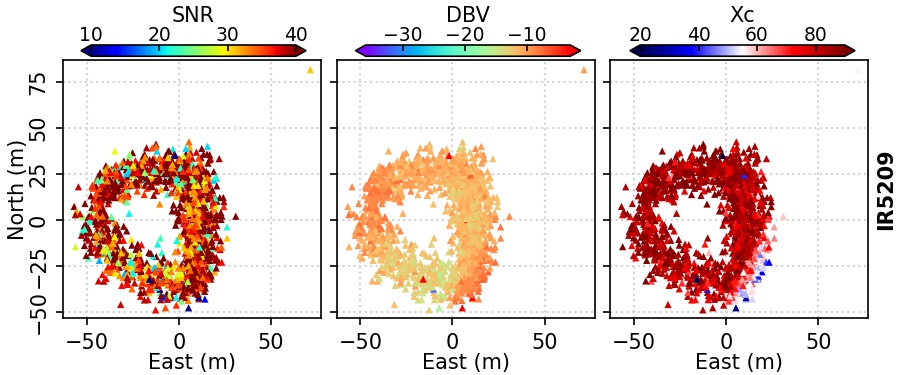 SNR DBV Xc
10 20 30 40 −30 −20 −10 20 40 60 80
75
50
25
0
−25
−50
North (m)
−50 0 50 −50 0 50 −50 0 50
East (m) East (m) East (m)
IR5209